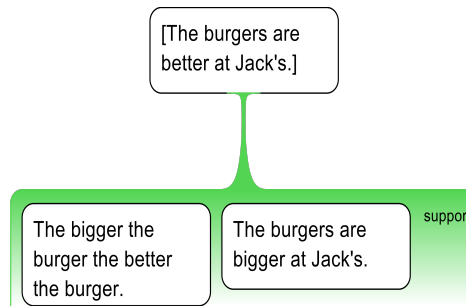 [The burgers are
better at Jack's.]
The bigger the
burger the better
the burger.
The burgers are
bigger at Jack's.
suppor